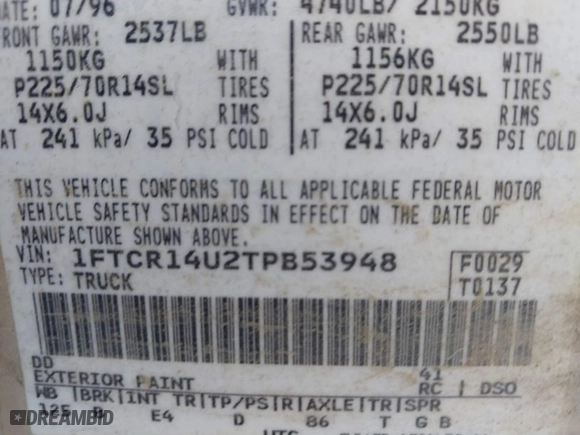 DATE: 07/96 GVWR: 4740LB/ 2150KG
FRONT GAWR: 2537LB REAR GAWR: 2550LB
1150KG WITH 1156KG WITH
P225/70R14SL TIRES P225/70R14SL TIRES
14X6.0J RIMS 14X6.0J RIMS
AT 241 kPa/ 35 PSI COLD AT 241 kPa/ 35 PSI COLD
THIS VEHICLE CONFORMS TO ALL APPLICABLE FEDERAL MOTOR
VEHICLE SAFETY STANDARDS IN EFFECT ON THE DATE OF
MANUFACTURE SHOWN ABOVE.
VIN: 1FTCR14U2TPB53948 F0029
TYPE: TRUCK T0137
DD
EXTERIOR PAINT 41 RC DSO
WB BRK INT TR TP/PS R AXLE TR SPR
125 B E4 D 86 T G B
DREAMBID